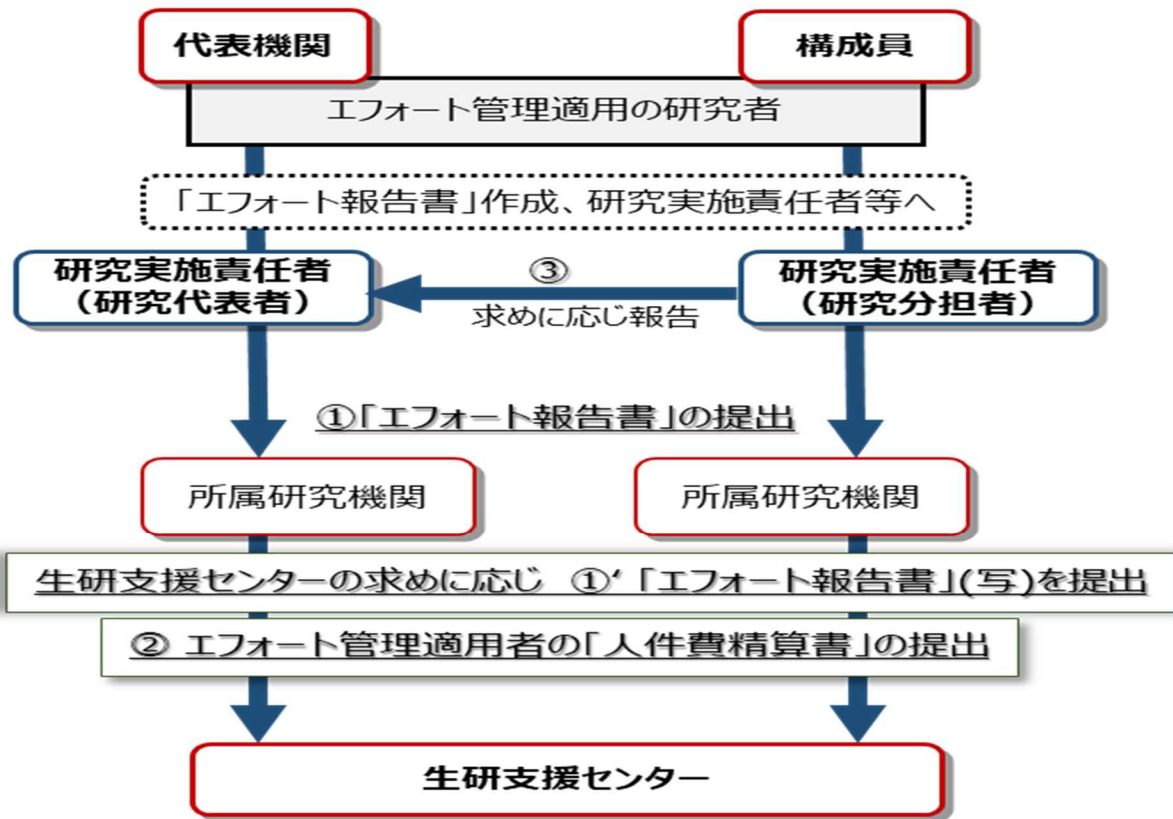 代表機関
構成員
エフォート管理適用の研究者
「エフォート報告書」作成、研究実施責任者等へ
研究実施責任者
（研究代表者）
③
求めに応じ報告
研究実施責任者
（研究分担者）
①「エフォート報告書」の提出
所属研究機関
所属研究機関
生研支援センターの求めに応じ ①‘「エフォート報告書」(写)を提出
② エフォート管理適用者の「人件費精算書」の提出
生研支援センター